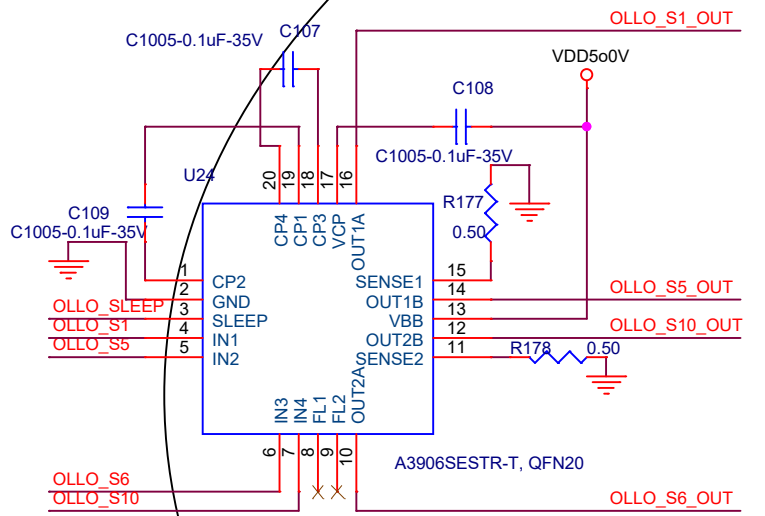 OLLO_S1_OUT
C107
C1005-0.1uF-35V
VDD5o0V
C108
C1005-0.1uF-35V
U24
20
19
18
17
16
CP4
CP1
CP3
VCP
OUT1A
R177
0.50
C109
C1005-0.1uF-35V
1
CP2
SENSE1
15
2
GND
OUT1B
14
OLLO_S5_OUT
OLLO_SLEEP
3
SLEEP
VBB
13
OLLO_S1
4
IN1
OUT2B
12
OLLO_S10_OUT
OLLO_S5
5
IN2
SENSE2
11
R178
0.50
IN3
IN4
FL1
FL2
OUT2A
6
7
8
9
10
A3906SESTR-T, QFN20
OLLO_S6
OLLO_S10
OLLO_S6_OUT